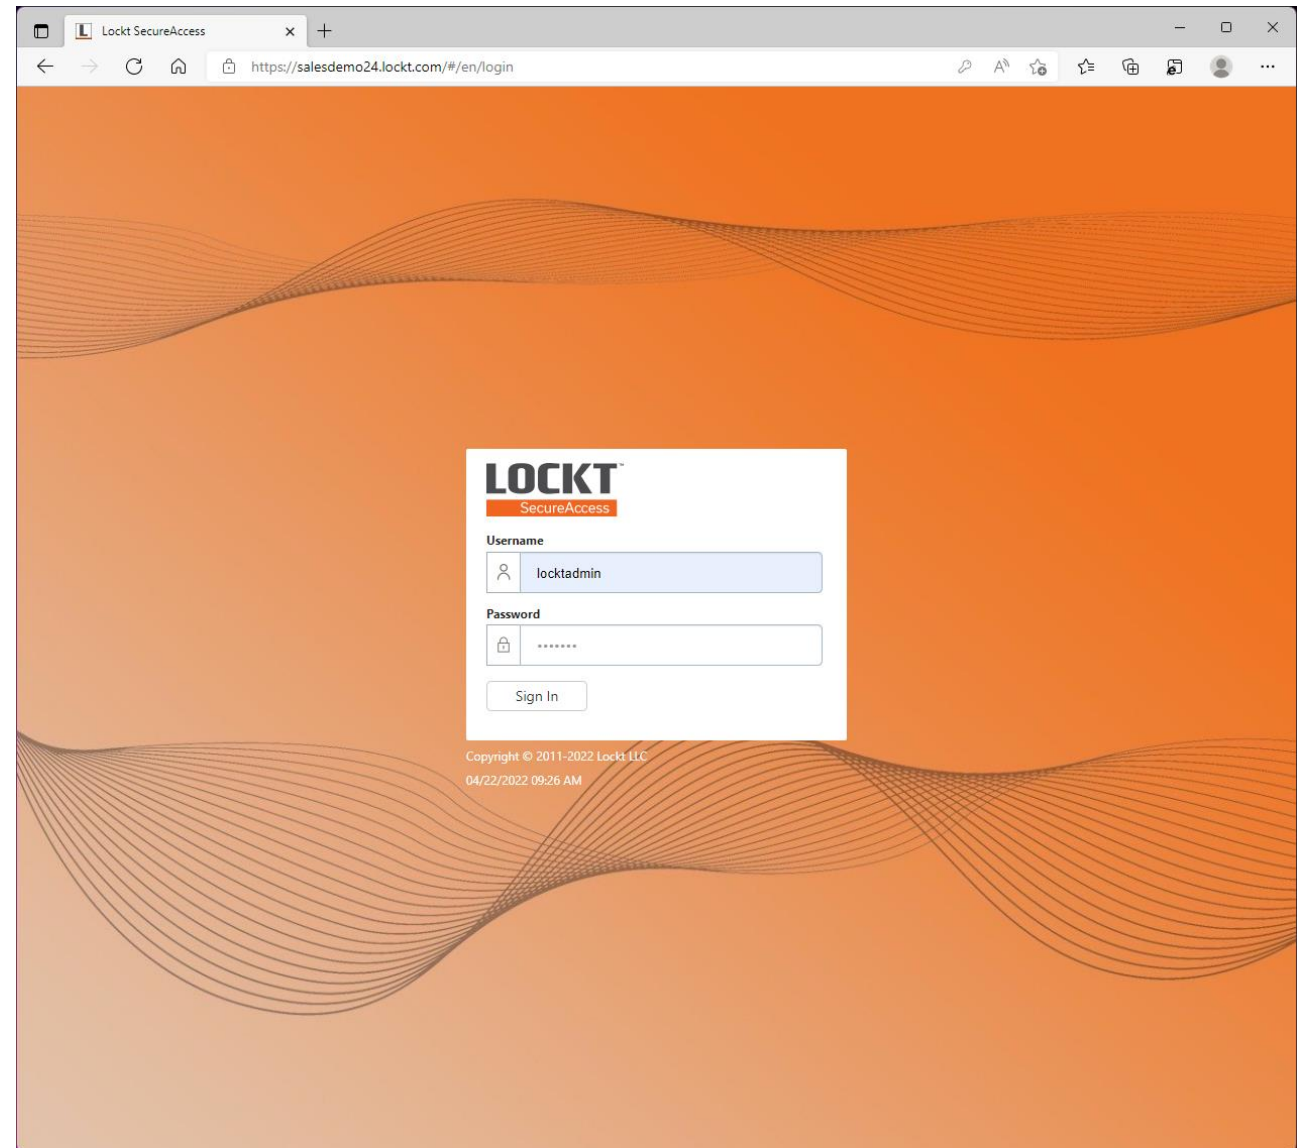 Lockt SecureAccess
https://salesdemo24.lockt.com/#/en/login
LOCKT™
SecureAccess
Username
locktadmin
Password
•••••••
Sign In
Copyright © 2011-2022 Lockt LLC
04/22/2022 09:26 AM